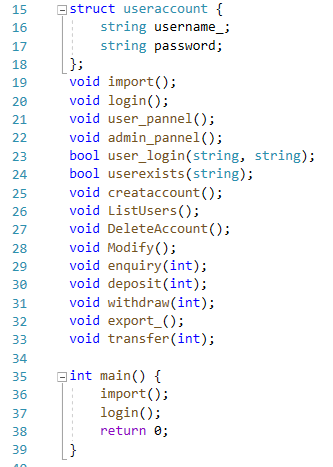 15 struct useraccount {
16 string username_;
17 string password;
18 };
19 void import();
20 void login();
21 void user_pannel();
22 void admin_pannel();
23 bool user_login(string, string);
24 bool userexists(string);
25 void creataccount();
26 void ListUsers();
27 void DeleteAccount();
28 void Modify();
29 void enquiry(int);
30 void deposit(int);
31 void withdraw(int);
32 void export_();
33 void transfer(int);
34
35 int main() {
36 import();
37 login();
38 return 0;
39 }